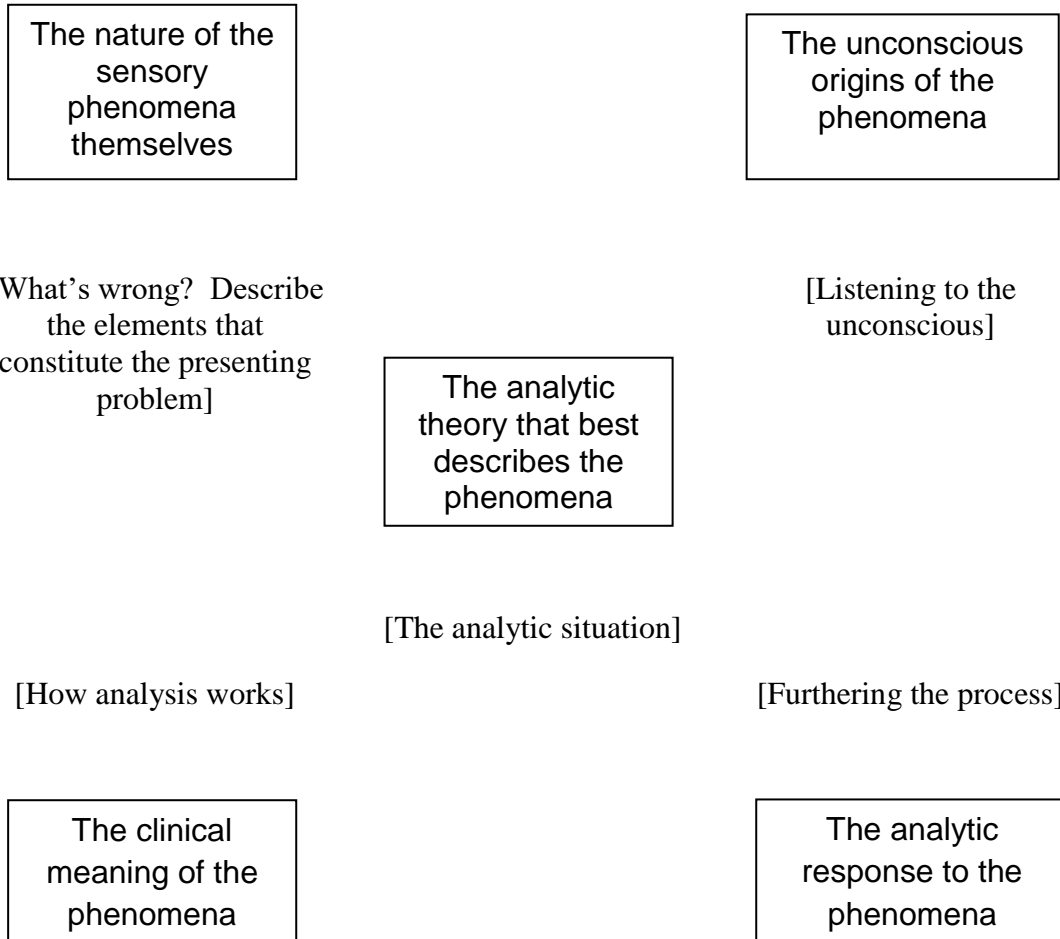 The nature of the
sensory
phenomena
themselves
The unconscious
origins of the
phenomena
What’s wrong?  Describe
the elements that
constitute the presenting
problem]
[Listening to the
unconscious]
The analytic
theory that best
describes the
phenomena
[The analytic situation]
[How analysis works]
[Furthering the process]
The clinical
meaning of the
phenomena
The analytic
response to the
phenomena